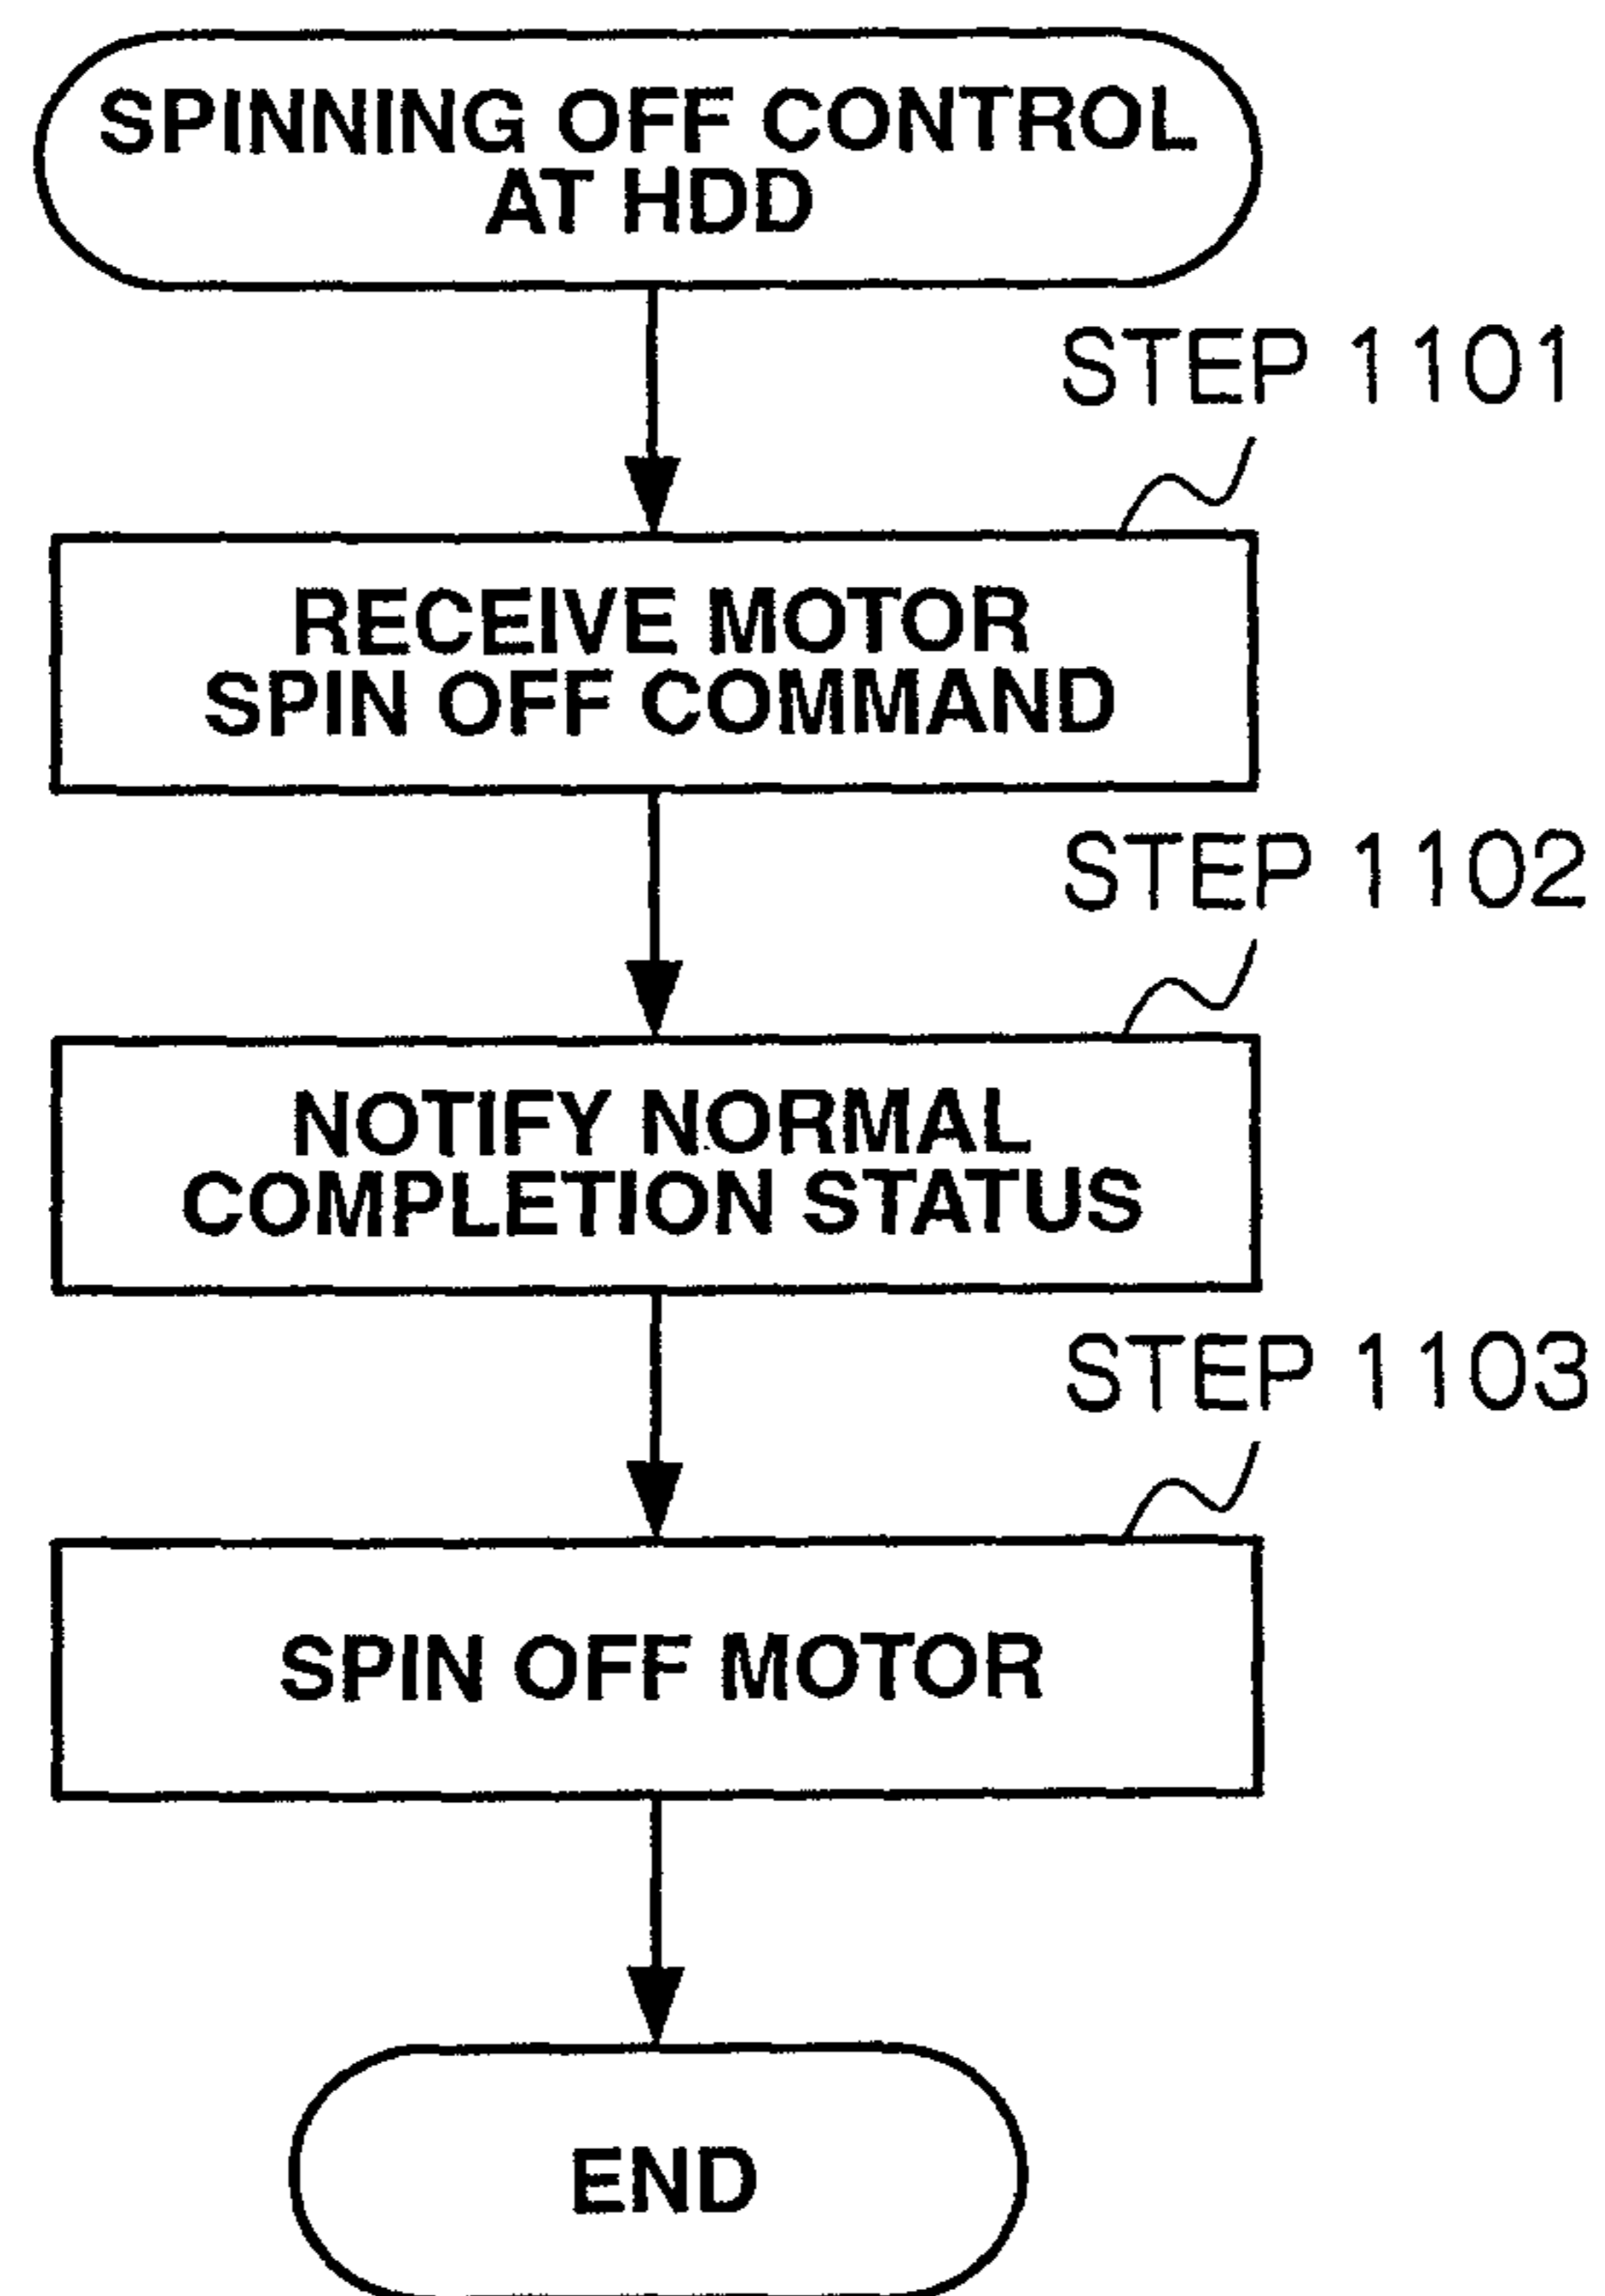 SPINNING OFF CONTROL
AT HDD
STEP 1101
RECEIVE MOTOR
SPIN OFF COMMAND
STEP 1102
NOTIFY NORMAL
COMPLETION STATUS
STEP 1103
SPIN OFF MOTOR
END